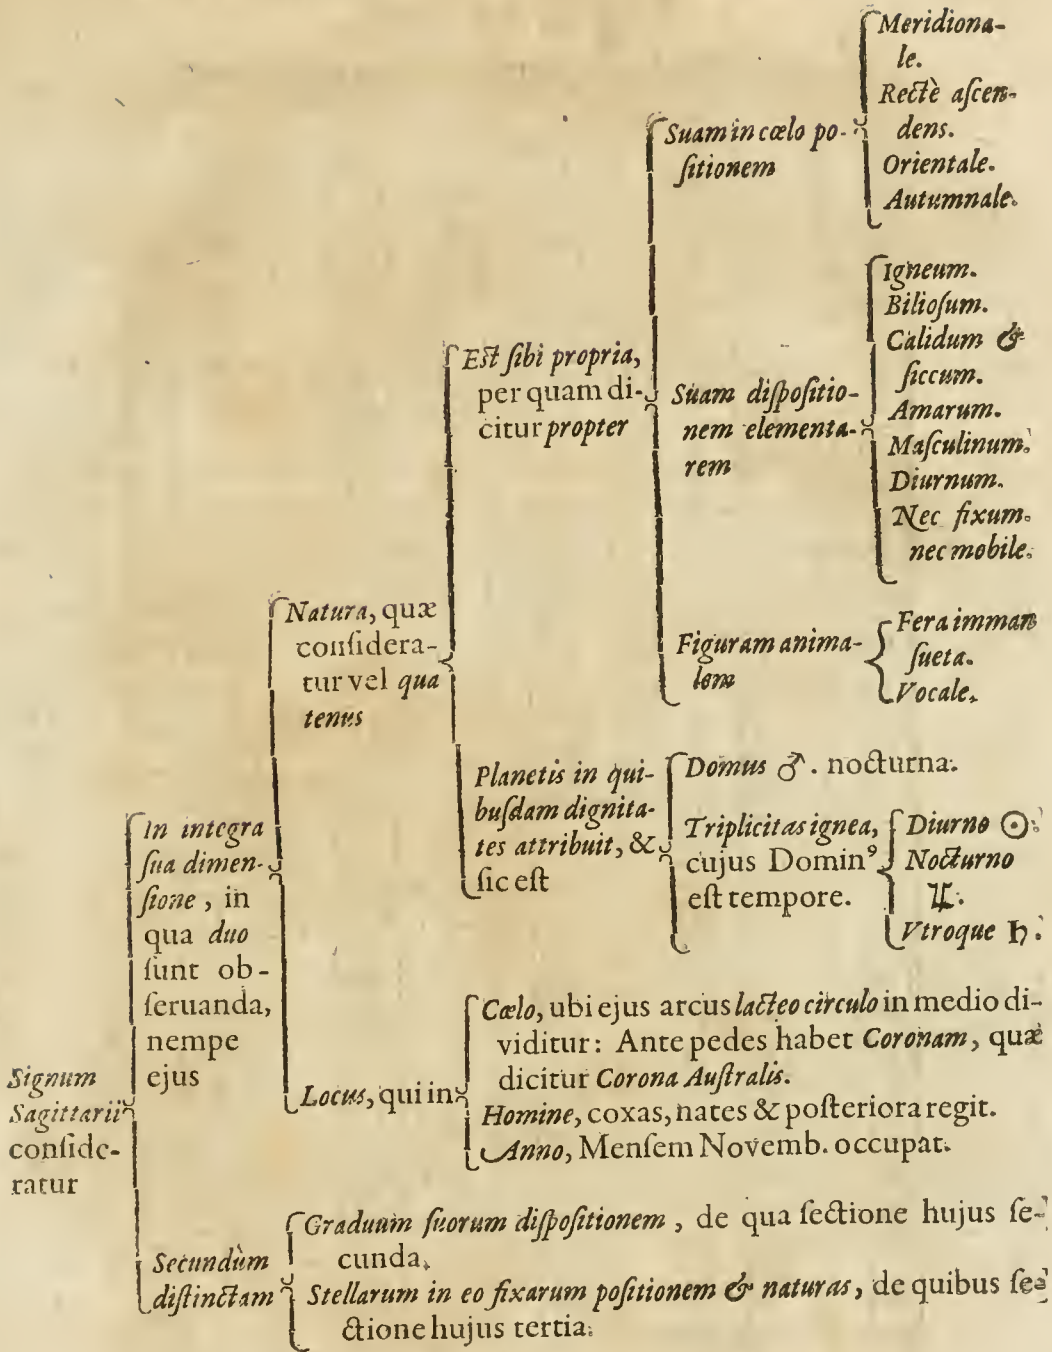 Signum
Sagittarii
conside-
ratur
In integra
sua dimen-
sione, in
qua duo
sunt ob-
seruanda,
nempe
ejus
Natura, quæ
considera-
tur vel qua
tenus
Est sibi propria,
per quam di-
citur propter
Suam in cœlo po-
sitionem
Meridiona-
le.
Rectè ascen-
dens.
Orientale.
Autumnale.
Suam dispositio-
nem elementa-
rem
Igneum.
Biliosum.
Calidum &
siccum.
Amarum.
Masculinum.
Diurnum.
Nec fixum.
nec mobile.
Figuram anima-
lem
Fera imman
sueta.
Vocale.
Planetis in qui-
busdam dignita-
tes attribuit, &
sic est
Domus ♂. nocturna.
Triplicitas ignea,
cujus Dominꝰ
est tempore.
Diurno ☉.
Nocturno
♃.
Vtroque ♄.
Locus, qui in
Cœlo, ubi ejus arcus lacteo circulo in medio di-
viditur: Ante pedes habet Coronam, quæ
dicitur Corona Australis.
Homine, coxas, nates & posteriora regit.
Anno, Mensem Novemb. occupat.
Secundùm
distinctam
Graduum suorum dispositionem, de qua sectione hujus se-
cunda.
Stellarum in eo fixarum positionem & naturas, de quibus se-
ctione hujus tertia.